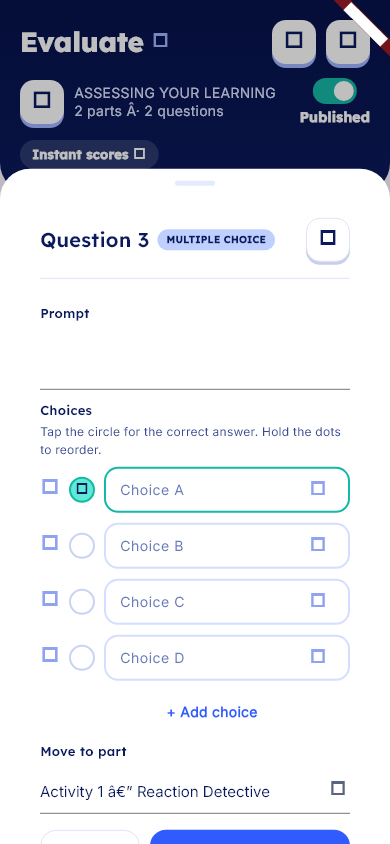 Evaluate
ASSESSING YOUR LEARNING
2 parts Â· 2 questions
Published
Instant scores
Question 3
MULTIPLE CHOICE
Prompt
Choices
Tap the circle for the correct answer. Hold the dots
to reorder.
Choice A
Choice B
Choice C
Choice D
+ Add choice
Move to part
Activity 1 â€” Reaction Detective